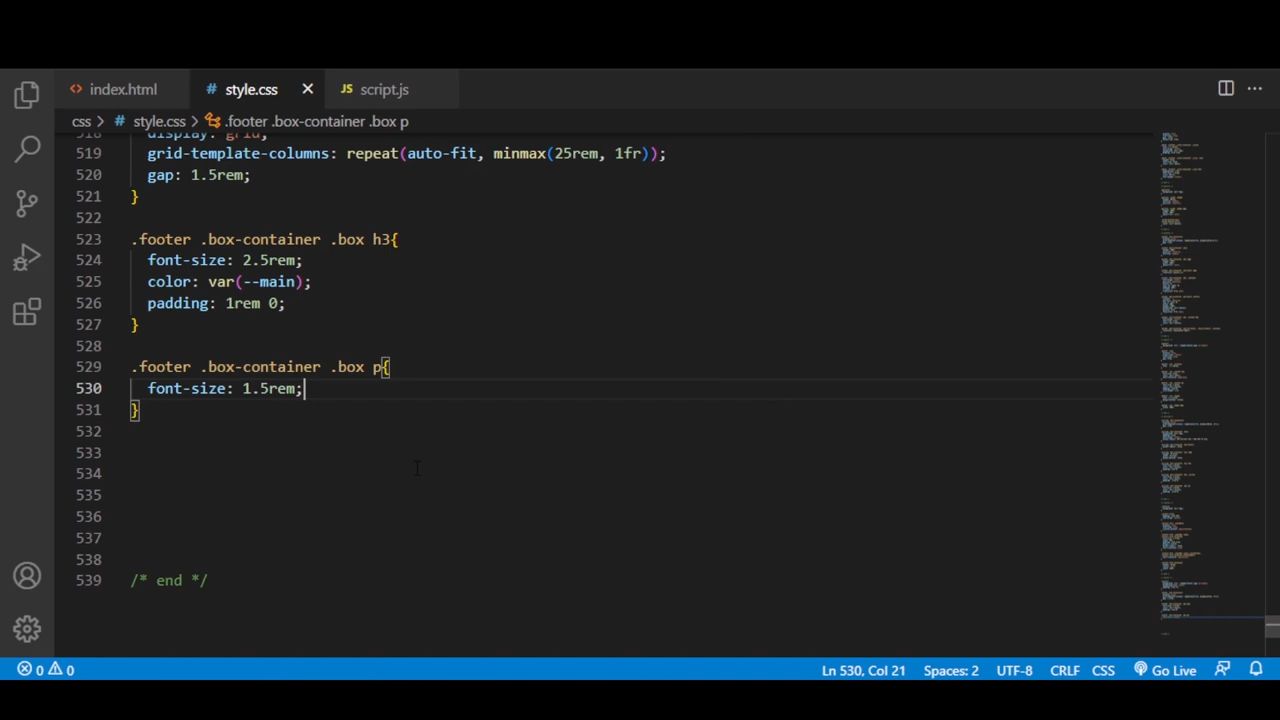 index.html
style.css
JS script.js
css > # style.css > .footer .box-container .box p
518 display: grid;
519 grid-template-columns: repeat(auto-fit, minmax(25rem, 1fr));
520 gap: 1.5rem;
521 }
522
523 .footer .box-container .box h3{
524 font-size: 2.5rem;
525 color: var(--main);
526 padding: 1rem 0;
527 }
528
529 .footer .box-container .box p{
530 font-size: 1.5rem;
531 }
532
533
534
535
536
537
538
539 /* end */
0 0 Ln 530, Col 21 Spaces: 2 UTF-8 CRLF CSS Go Live